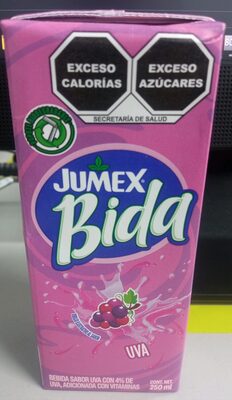 EXCESO
CALORÍAS
EXCESO
AZÚCARES
SECRETARÍA DE SALUD
JUMEX
Bida
UVA
BEBIDA SABOR UVA CON 4% DE
UVA, ADICIONADA CON VITAMINAS
CONT. NET.
250 ml